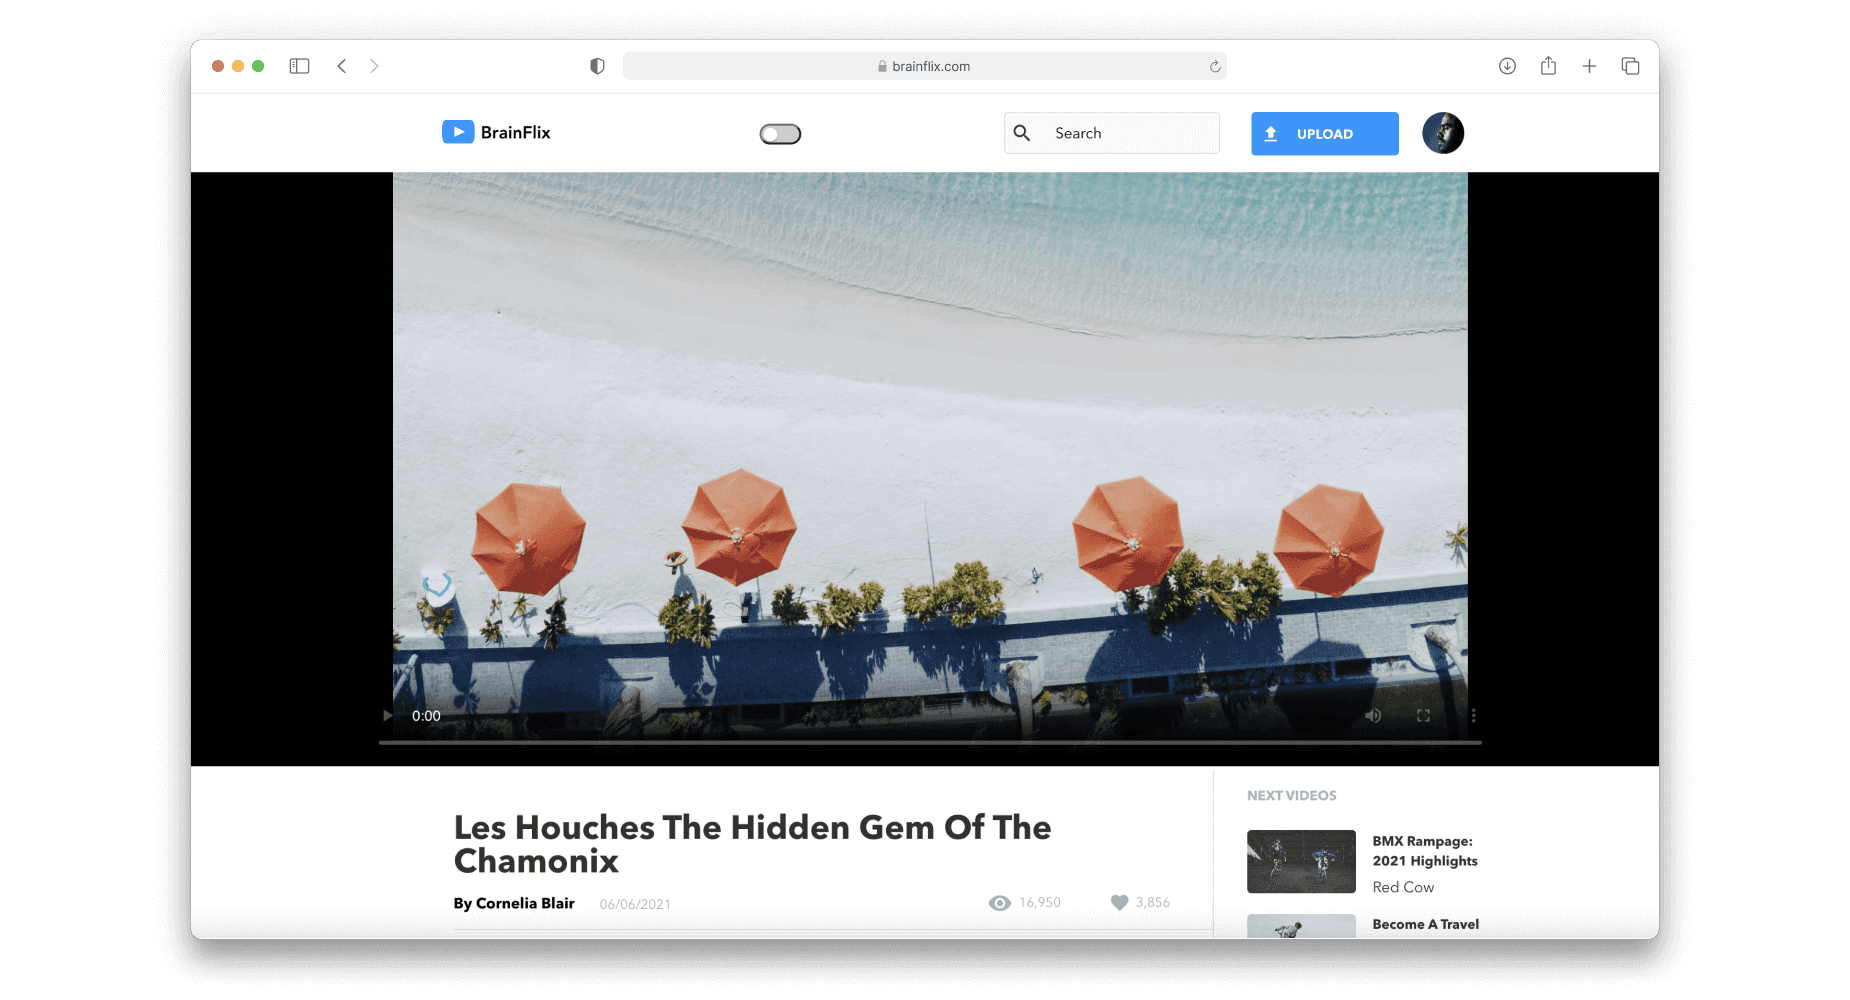 brainflix.com
BrainFlix
Search
UPLOAD
0:00
Les Houches The Hidden Gem Of The
Chamonix
By Cornelia Blair
06/06/2021
16,950
3,856
NEXT VIDEOS
BMX Rampage:
2021 Highlights
Red Cow
Become A Travel